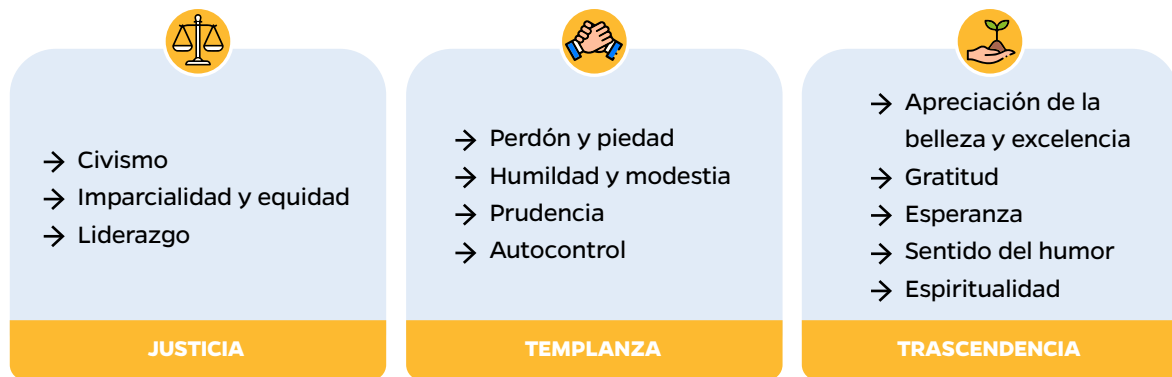 → Civismo
→ Imparcialidad y equidad
→ Liderazgo
JUSTICIA
→ Perdón y piedad
→ Humildad y modestia
→ Prudencia
→ Autocontrol
TEMPLANZA
→ Apreciación de la
belleza y excelencia
→ Gratitud
→ Esperanza
→ Sentido del humor
→ Espiritualidad
TRASCENDENCIA